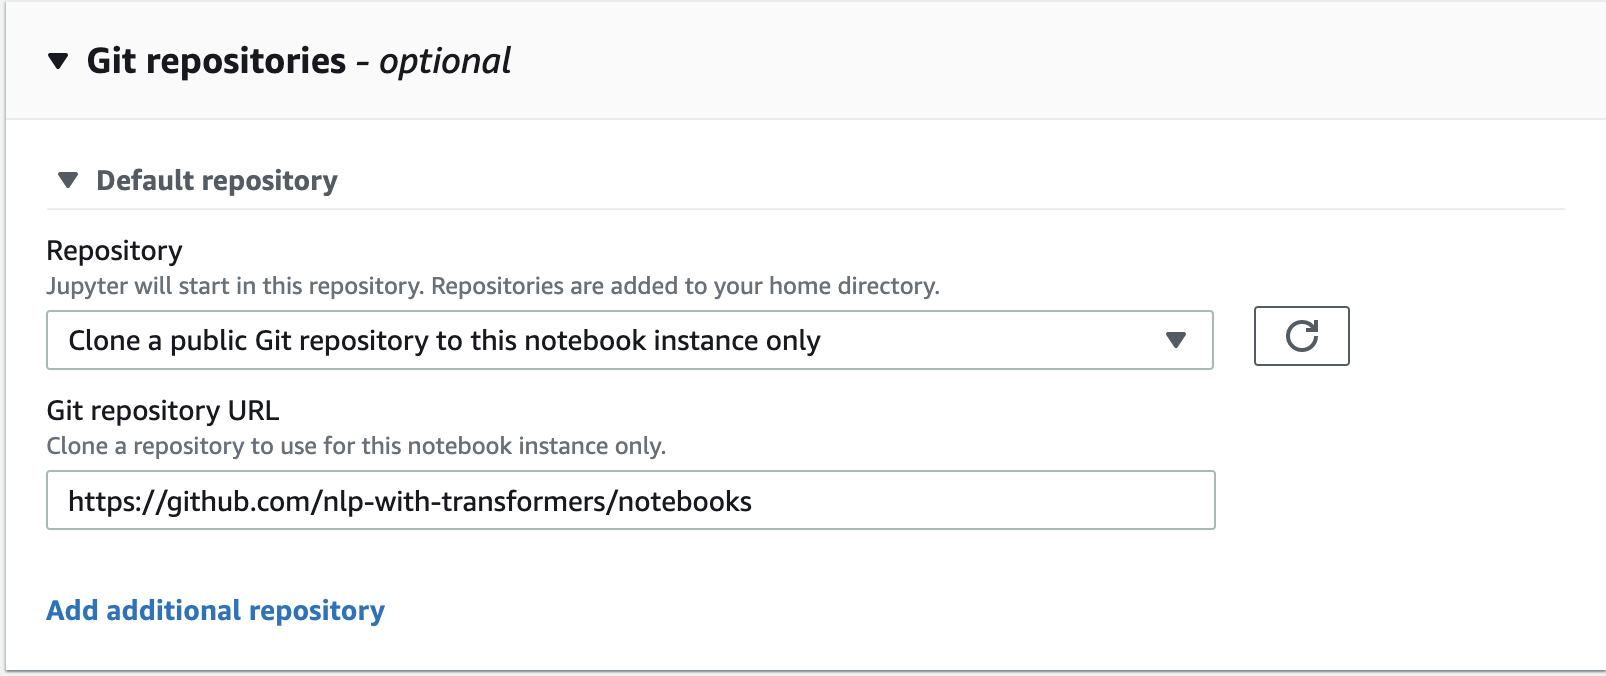 Git repositories - optional
Default repository
Repository
Jupyter will start in this repository. Repositories are added to your home directory.
Clone a public Git repository to this notebook instance only
Git repository URL
Clone a repository to use for this notebook instance only.
https://github.com/nlp-with-transformers/notebooks
Add additional repository